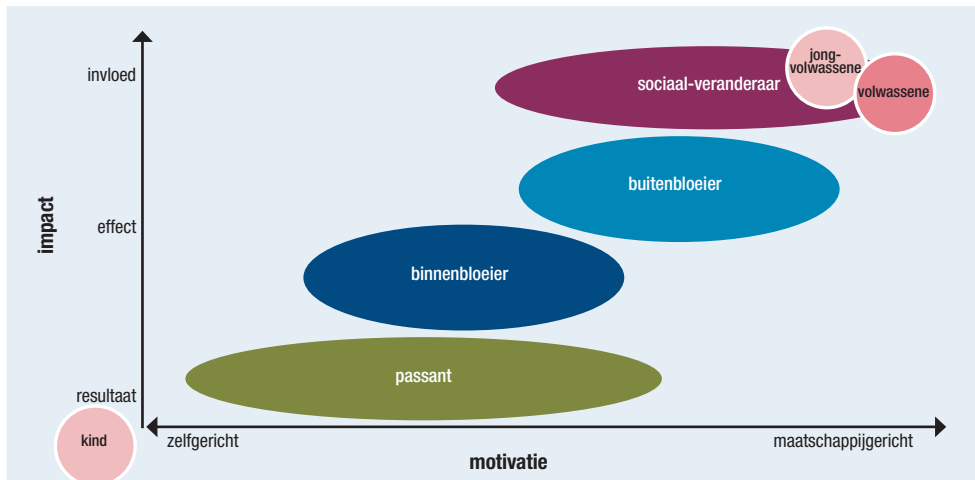 invloed
jong-
volwassene
sociaal-veranderaar
volwassene
buitenbloeier
impact
effect
binnenbloeier
passant
resultaat
kind
zelfgericht
maatschappijgericht
motivatie